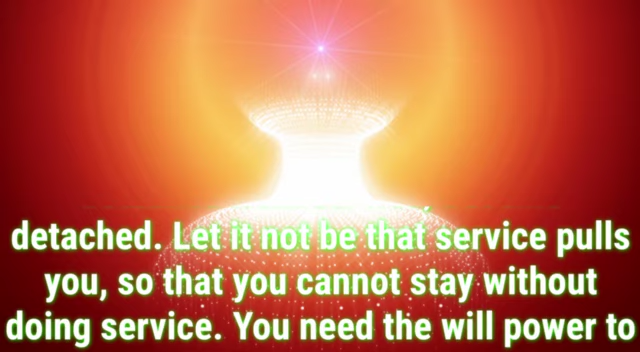 detached. Let it not be that service pulls
you, so that you cannot stay without
doing service. You need the will power to